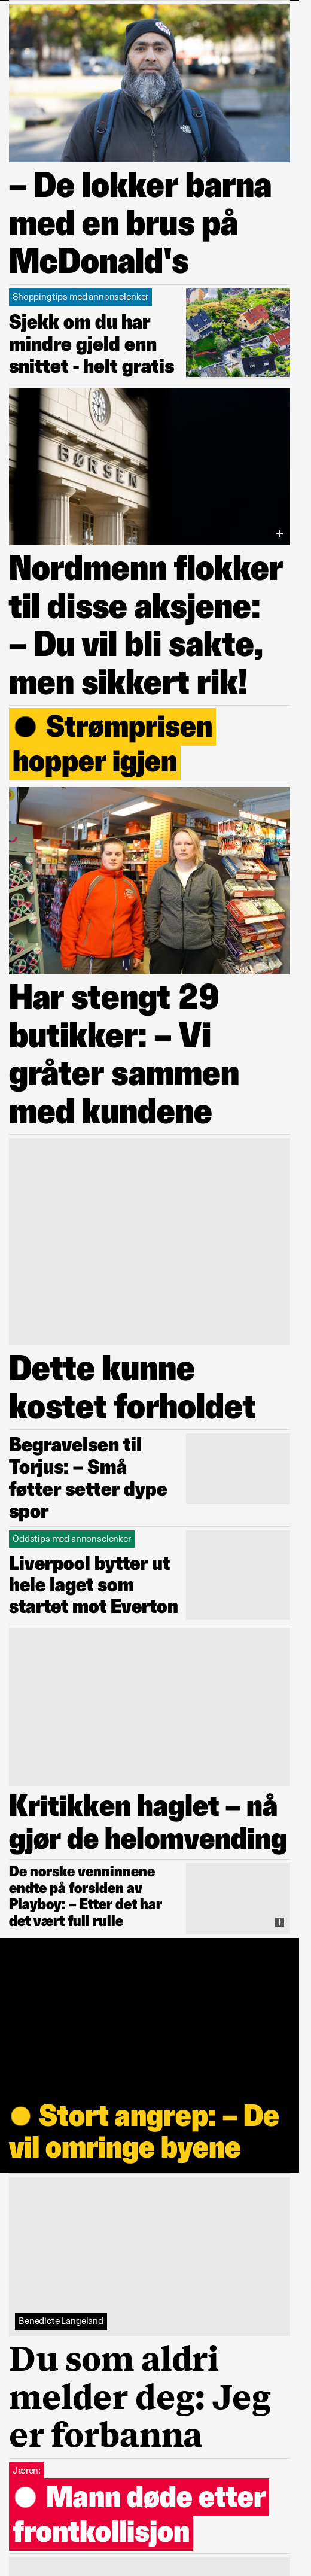 – De lokker barna
med en brus på
McDonald's
Shoppingtips med annonselenker
Sjekk om du har
mindre gjeld enn
snittet - helt gratis
BØRSEN
Nordmenn flokker
til disse aksjene:
– Du vil bli sakte,
men sikkert rik!
Strømprisen
hopper igjen
Har stengt 29
butikker: – Vi
gråter sammen
med kundene
Dette kunne
kostet forholdet
Begravelsen til
Torjus: – Små
føtter setter dype
spor
Oddstips med annonselenker
Liverpool bytter ut
hele laget som
startet mot Everton
Kritikken haglet – nå
gjør de helomvending
De norske venninnene
endte på forsiden av
Playboy: – Etter det har
det vært full rulle
Stort angrep: – De
vil omringe byene
Benedicte Langeland
Du som aldri
melder deg: Jeg
er forbanna
Jæren:
Mann døde etter
frontkollisjon